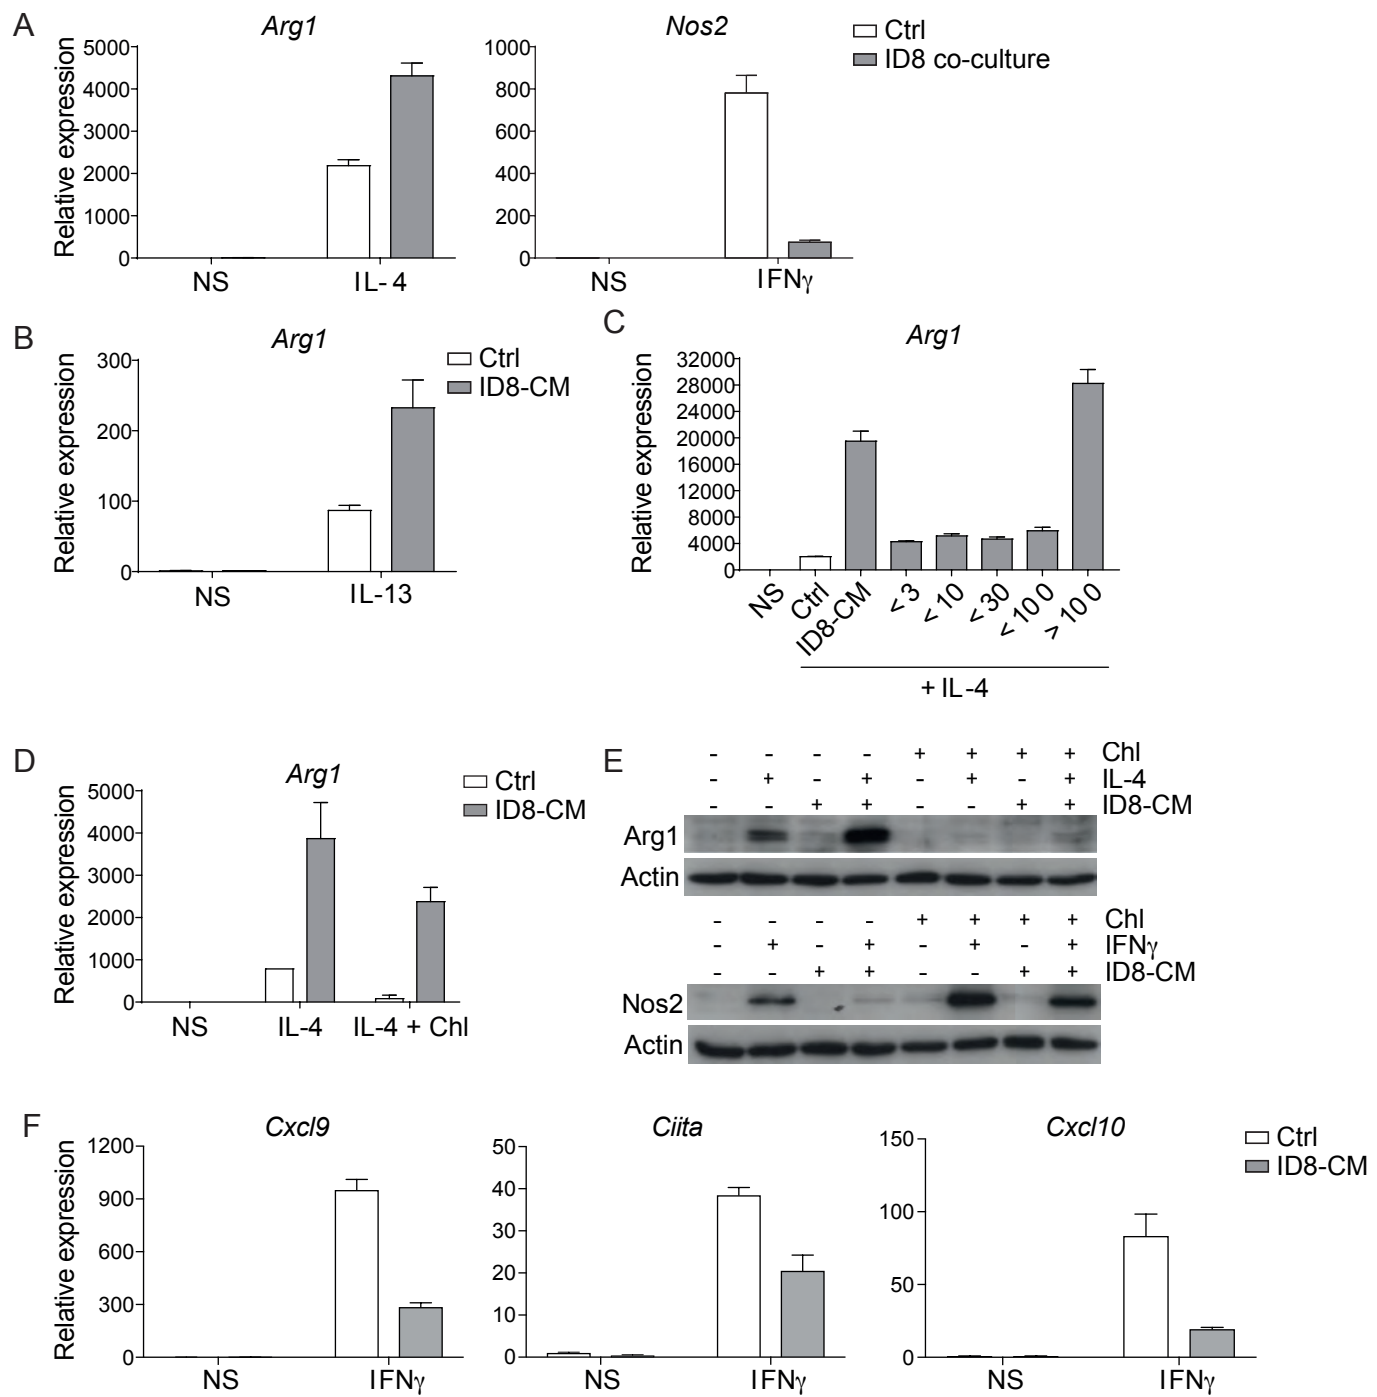 A
Arg1
Nos2
Ctrl
ID8 co-culture
Relative expression
5000
4000
3000
2000
1000
0
NS
IL-4
1000
800
600
400
200
0
NS
IFNγ
B
Arg1
Ctrl
ID8-CM
Relative expression
300
200
100
0
NS
IL-13
C
Arg1
Relative expression
32000
28000
24000
20000
16000
12000
8000
4000
0
NS
Ctrl
ID8-CM
< 3
< 10
< 30
< 100
> 100
+ IL-4
D
Arg1
Ctrl
ID8-CM
Relative expression
5000
4000
3000
2000
1000
0
NS
IL-4
IL-4 + Chl
E
- - - - + + + + Chl
- + - + - + - + IL-4
- - + + - - + + ID8-CM
Arg1
Actin
- - - - + + + + Chl
- + - + - + - + IFNγ
- - + + - - + + ID8-CM
Nos2
Actin
F
Cxcl9
Ciita
Cxcl10
Ctrl
ID8-CM
Relative expression
1200
900
600
300
0
NS
IFNγ
50
40
30
20
10
0
NS
IFNγ
150
100
50
0
NS
IFNγ